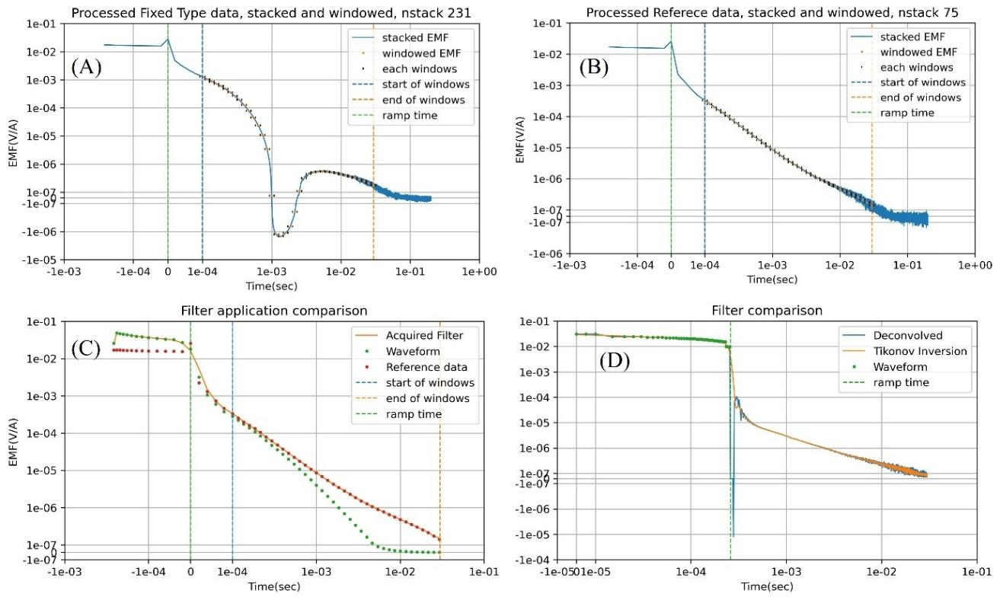 Processed Fixed Type data, stacked and windowed, nstack 231
(A)
EMF(V/A)
1e-01
1e-02
1e-03
1e-04
1e-05
1e-06
1e-07
0
-1e-07
-1e-06
-1e-05
stacked EMF
windowed EMF
each windows
start of windows
end of windows
ramp time
-1e-03 -1e-04 0 1e-04 1e-03 1e-02 1e-01 1e+00
Time(sec)
Processed Referece data, stacked and windowed, nstack 75
(B)
EMF(V/A)
1e-01
1e-02
1e-03
1e-04
1e-05
1e-06
1e-07
0
-1e-07
-1e-06
stacked EMF
windowed EMF
each windows
start of windows
end of windows
ramp time
-1e-03 -1e-04 0 1e-04 1e-03 1e-02 1e-01 1e+00
Time(sec)
Filter application comparison
(C)
EMF(V/A)
1e-01
1e-02
1e-03
1e-04
1e-05
1e-06
1e-07
0
-1e-07
Acquired Filter
Waveform
Reference data
start of windows
end of windows
ramp time
-1e-03 -1e-04 0 1e-04 1e-03 1e-02 1e-01
Time(sec)
Filter comparison
(D)
1e-01
1e-02
1e-03
1e-04
1e-05
1e-06
1e-07
0
-1e-07
-1e-06
-1e-05
-1e-04
Deconvolved
Tikonov Inversion
Waveform
ramp time
-1e-05 0 1e-05 1e-04 1e-03 1e-02 1e-01
Time(sec)